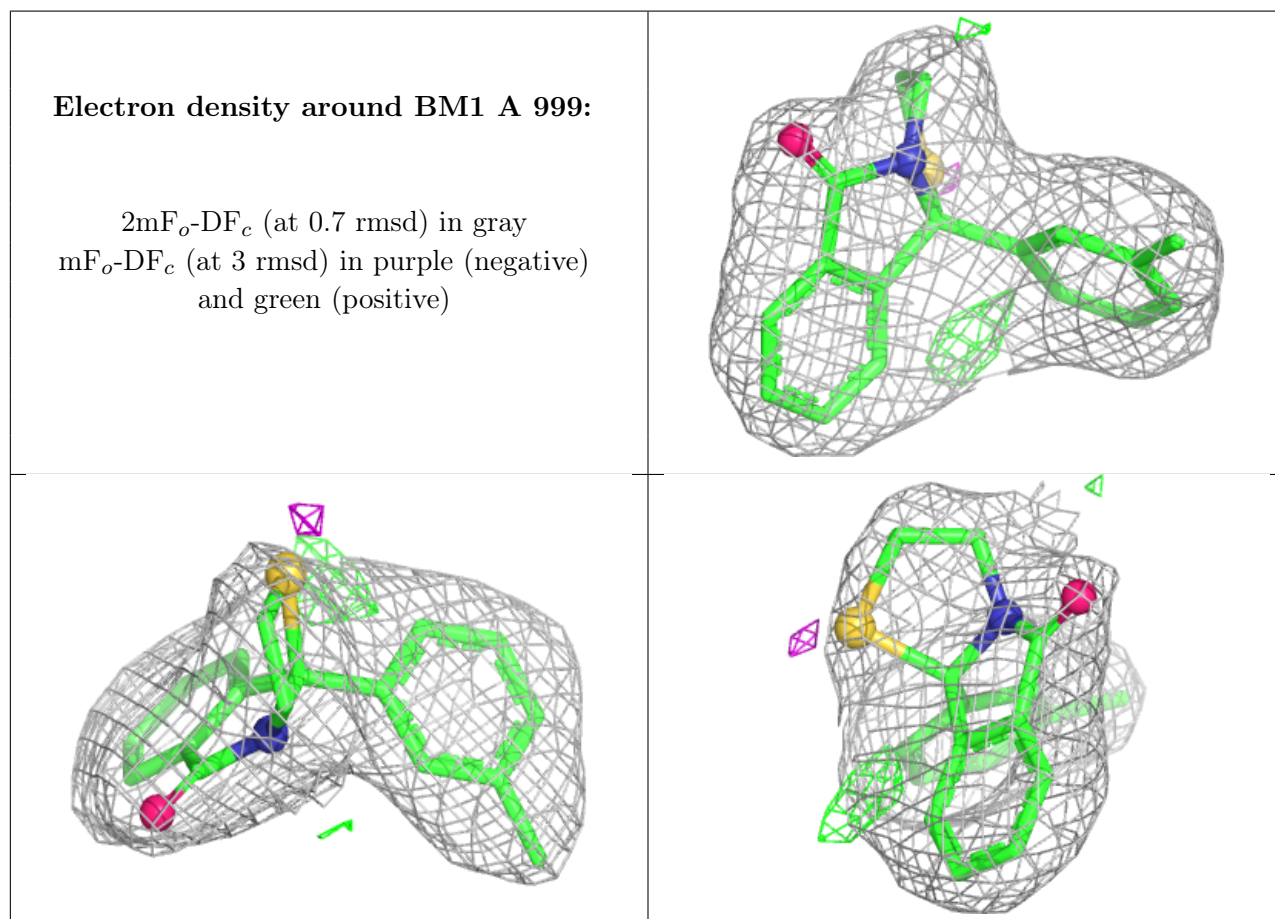 Electron density around BM1 A 999:
2mFo-DFc (at 0.7 rmsd) in gray
mFo-DFc (at 3 rmsd) in purple (negative)
and green (positive)